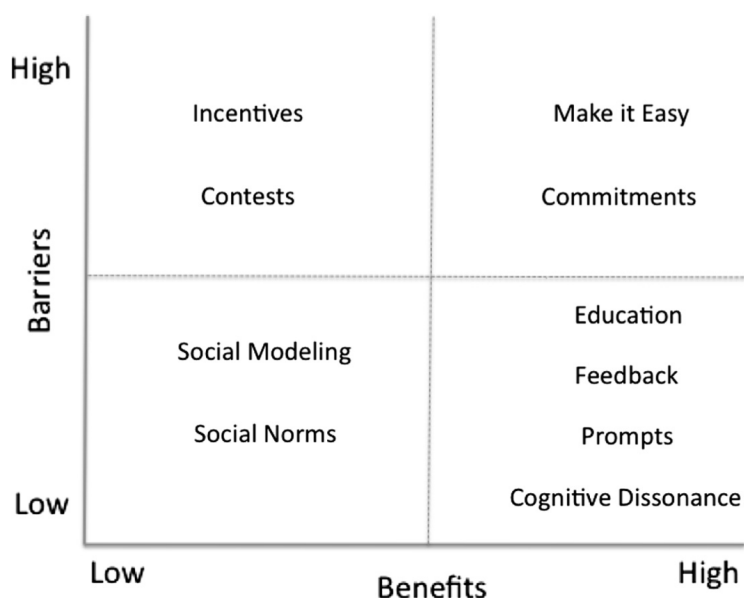 High
Incentives
Make it Easy
Contests
Commitments
Barriers
Education
Social Modeling
Feedback
Social Norms
Prompts
Cognitive Dissonance
Low
Low
Benefits
High